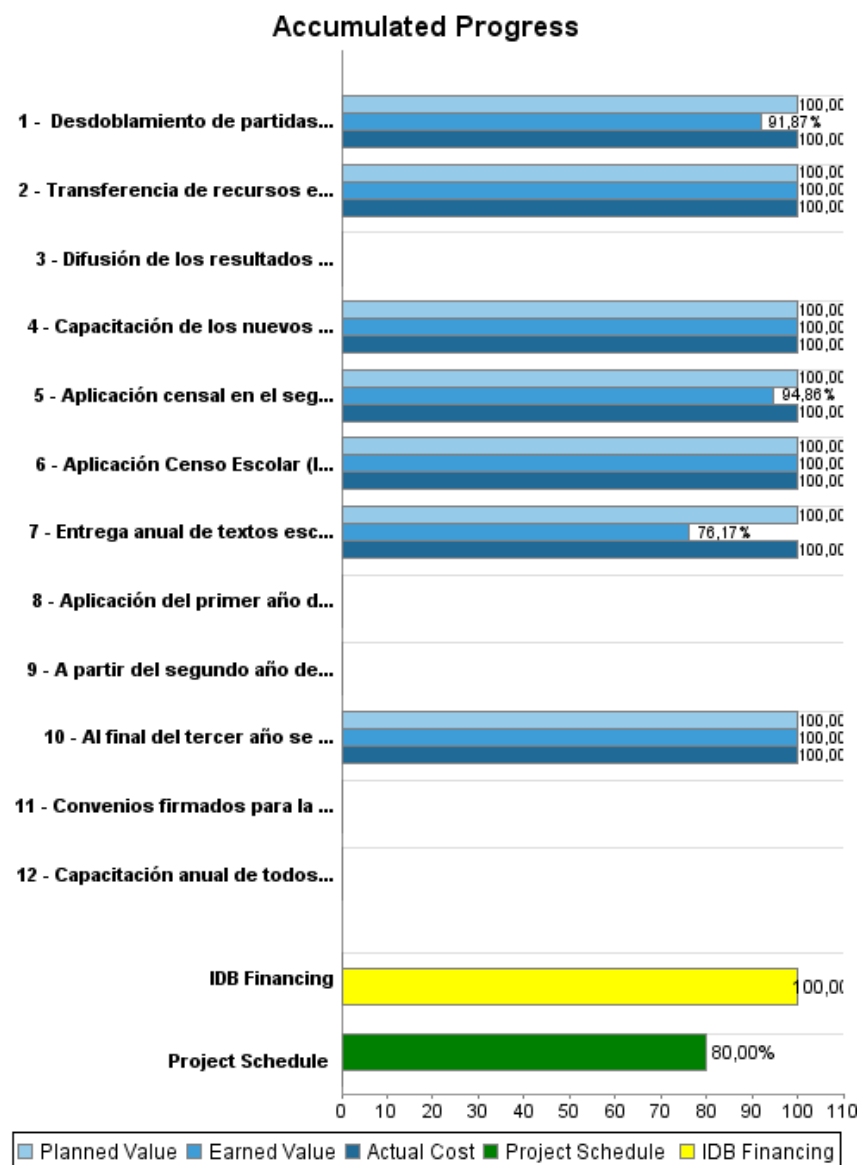 Accumulated Progress
100,00
1 - Desdoblamiento de partidas...
91,87%
100,00
100,00
2 - Transferencia de recursos e...
100,00
100,00
3 - Difusión de los resultados ...
100,00
4 - Capacitación de los nuevos ...
100,00
100,00
100,00
5 - Aplicación censal en el seg...
94,86%
100,00
100,00
6 - Aplicación Censo Escolar (I...
100,00
100,00
100,00
7 - Entrega anual de textos esc...
76,17%
100,00
8 - Aplicación del primer año d...
9 - A partir del segundo año de...
100,00
10 - Al final del tercer año se ...
100,00
100,00
11 - Convenios firmados para la ...
12 - Capacitación anual de todos...
IDB Financing
100,00
Project Schedule
80,00%
0 10 20 30 40 50 60 70 80 90 100 110
Planned Value Earned Value Actual Cost Project Schedule IDB Financing